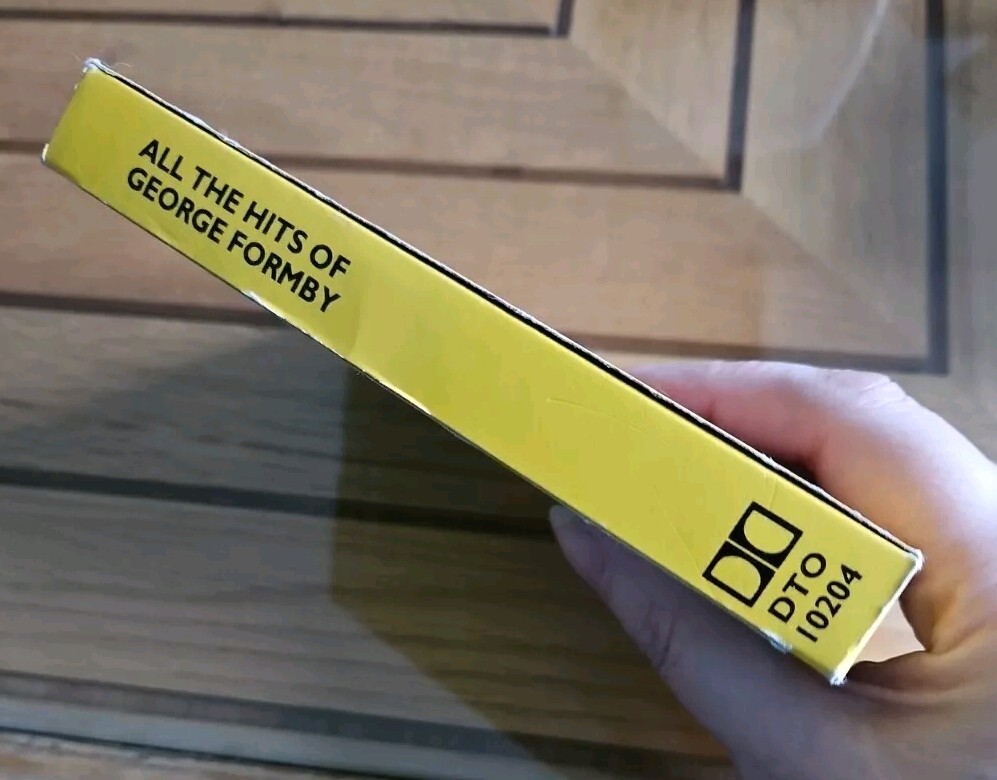 ALL THE HITS OF
GEORGE FORMBY
DTO
10204